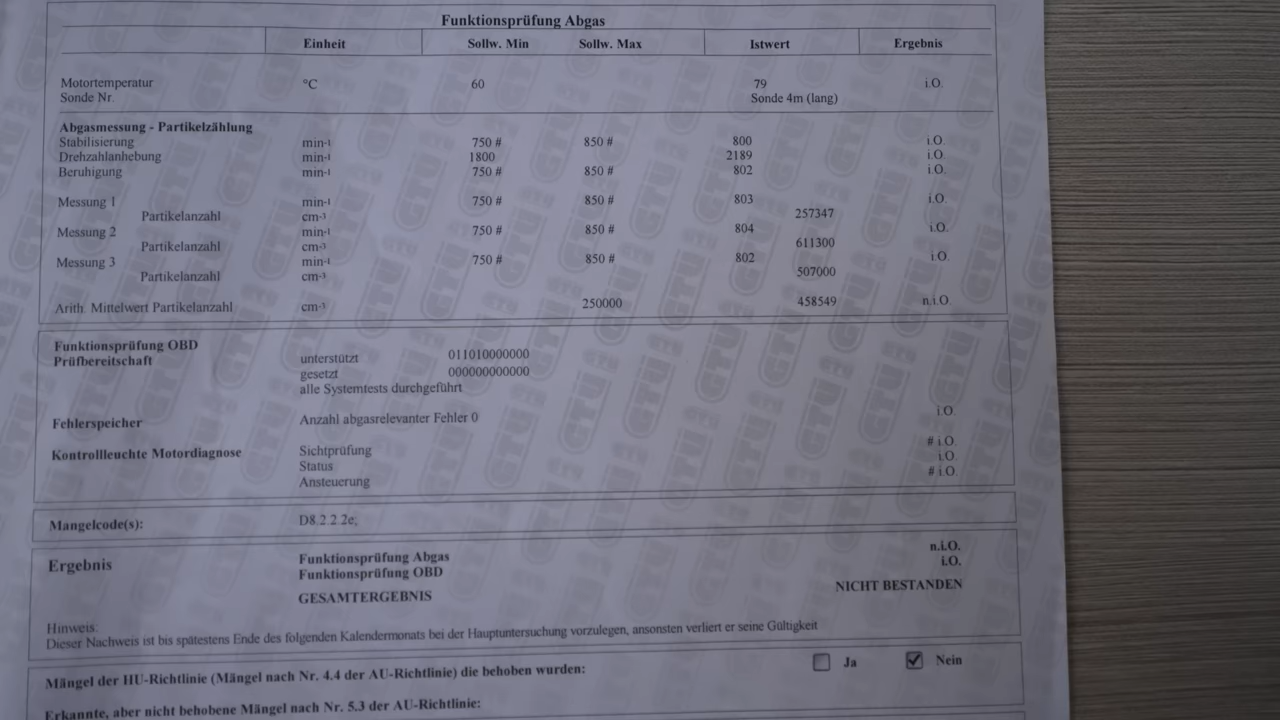 Funktionsprüfung Abgas
Einheit Sollw. Min Sollw. Max Istwert Ergebnis
Motortemperatur °C 60 79 i.O.
Sonde Nr. Sonde 4m (lang)
Abgasmessung - Partikelzählung
Stabilisierung min-¹ 750 # 850 # 800 i.O.
Drehzahlanhebung min-¹ 1800 2189 i.O.
Beruhigung min-¹ 750 # 850 # 802 i.O.
Messung 1 min-¹ 750 # 850 # 803 i.O.
Partikelanzahl cm-³ 257347
Messung 2 min-¹ 750 # 850 # 804 i.O.
Partikelanzahl cm-³ 611300
Messung 3 min-¹ 750 # 850 # 802 i.O.
Partikelanzahl cm-³ 507000
Arith. Mittelwert Partikelanzahl cm-³ 250000 458549 n.i.O.
Funktionsprüfung OBD
Prüfbereitschaft unterstützt 011010000000
gesetzt 000000000000
alle Systemtests durchgeführt
Fehlerspeicher Anzahl abgasrelevanter Fehler 0 i.O.
Kontrollleuchte Motordiagnose Sichtprüfung # i.O.
Status i.O.
Ansteuerung # i.O.
Mangelcode(s): D8.2.2.2e;
Ergebnis Funktionsprüfung Abgas n.i.O.
Funktionsprüfung OBD i.O.
GESAMTERGEBNIS NICHT BESTANDEN
Hinweis:
Dieser Nachweis ist bis spätestens Ende des folgenden Kalendermonats bei der Hauptuntersuchung vorzulegen, ansonsten verliert er seine Gültigkeit
Mängel der HU-Richtlinie (Mängel nach Nr. 4.4 der AU-Richtlinie) die behoben wurden: Ja Nein
Erkannte, aber nicht behobene Mängel nach Nr. 5.3 der AU-Richtlinie: